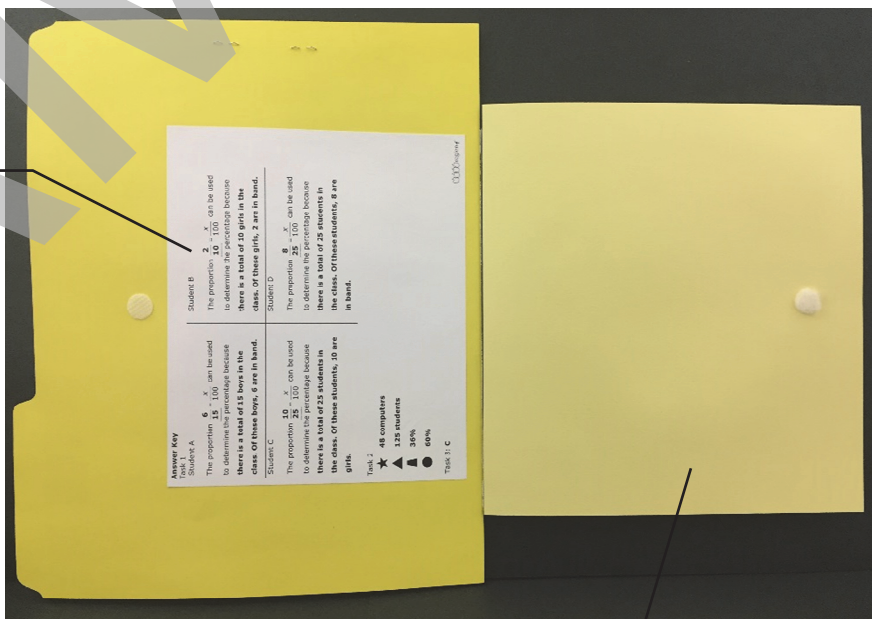 Answer Key
Task 1
Student A
The proportion 6/15 = x/100 can be used
to determine the percentage because
there is a total of 15 boys in the
class. Of these boys, 6 are in band.
Student B
The proportion 2/10 = x/100 can be used
to determine the percentage because
there is a total of 10 girls in the
class. Of these girls, 2 are in band.
Student C
The proportion 10/25 = x/100 can be used
to determine the percentage because
there is a total of 25 students in
the class. Of these students, 10 are
girls.
Student D
The proportion 8/25 = x/100 can be used
to determine the percentage because
there is a total of 25 students in
the class. Of these students, 8 are
in band.
Task 2
★ 48 computers
▲ 125 students
36%
● 60%
Task 3: C